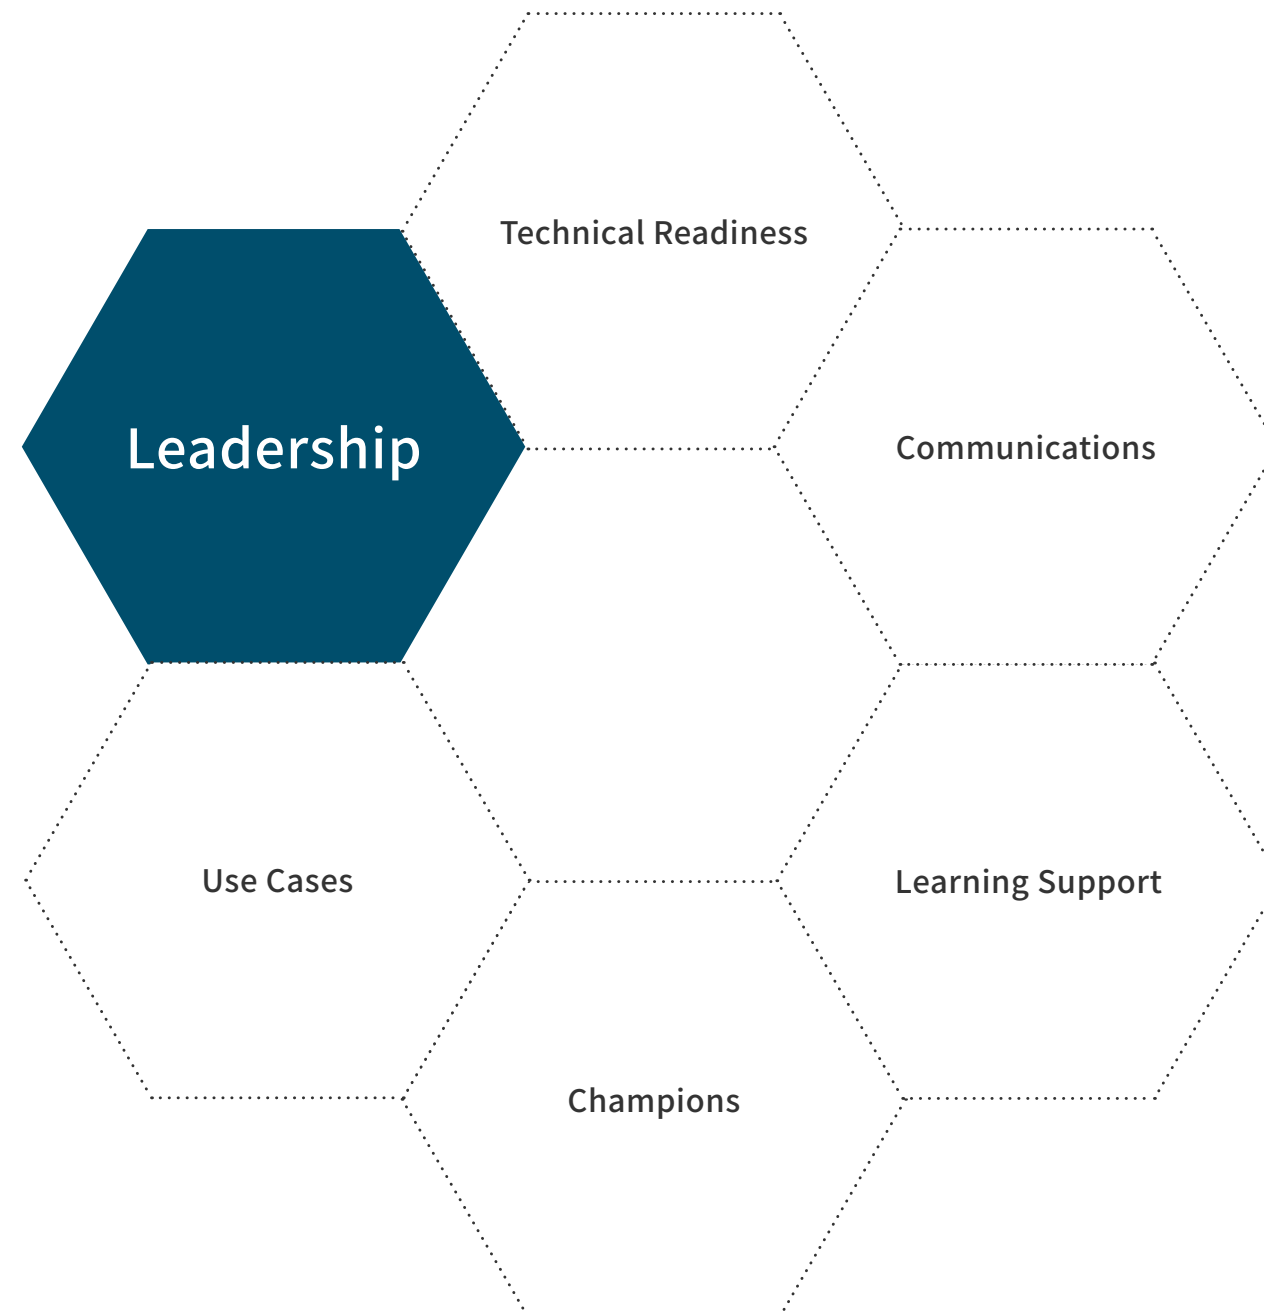 Technical Readiness
Leadership
Communications
Use Cases
Learning Support
Champions